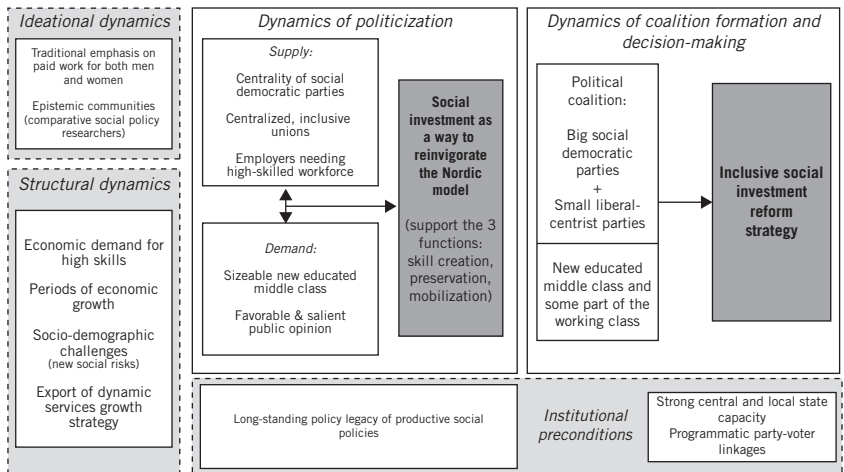 Ideational dynamics
Traditional emphasis on
paid work for both men
and women
Epistemic communities
(comparative social policy
researchers)
Structural dynamics
Economic demand for
high skills
Periods of economic
growth
Socio-demographic
challenges
(new social risks)
Export of dynamic
services growth
strategy
Dynamics of politicization
Supply:
Centrality of social
democratic parties
Centralized, inclusive
unions
Employers needing
high-skilled workforce
Demand:
Sizeable new educated
middle class
Favorable & salient
public opinion
Social
investment as
a way to
reinvigorate
the Nordic
model
(support the 3
functions:
skill creation,
preservation,
mobilization)
Dynamics of coalition formation and
decision-making
Political
coalition:
Big social
democratic
parties
+
Small liberal-
centrist parties
New educated
middle class and
some part of the
working class
Inclusive social
investment
reform
strategy
Long-standing policy legacy of productive social
policies
Institutional
preconditions
Strong central and local state
capacity
Programmatic party-voter
linkages